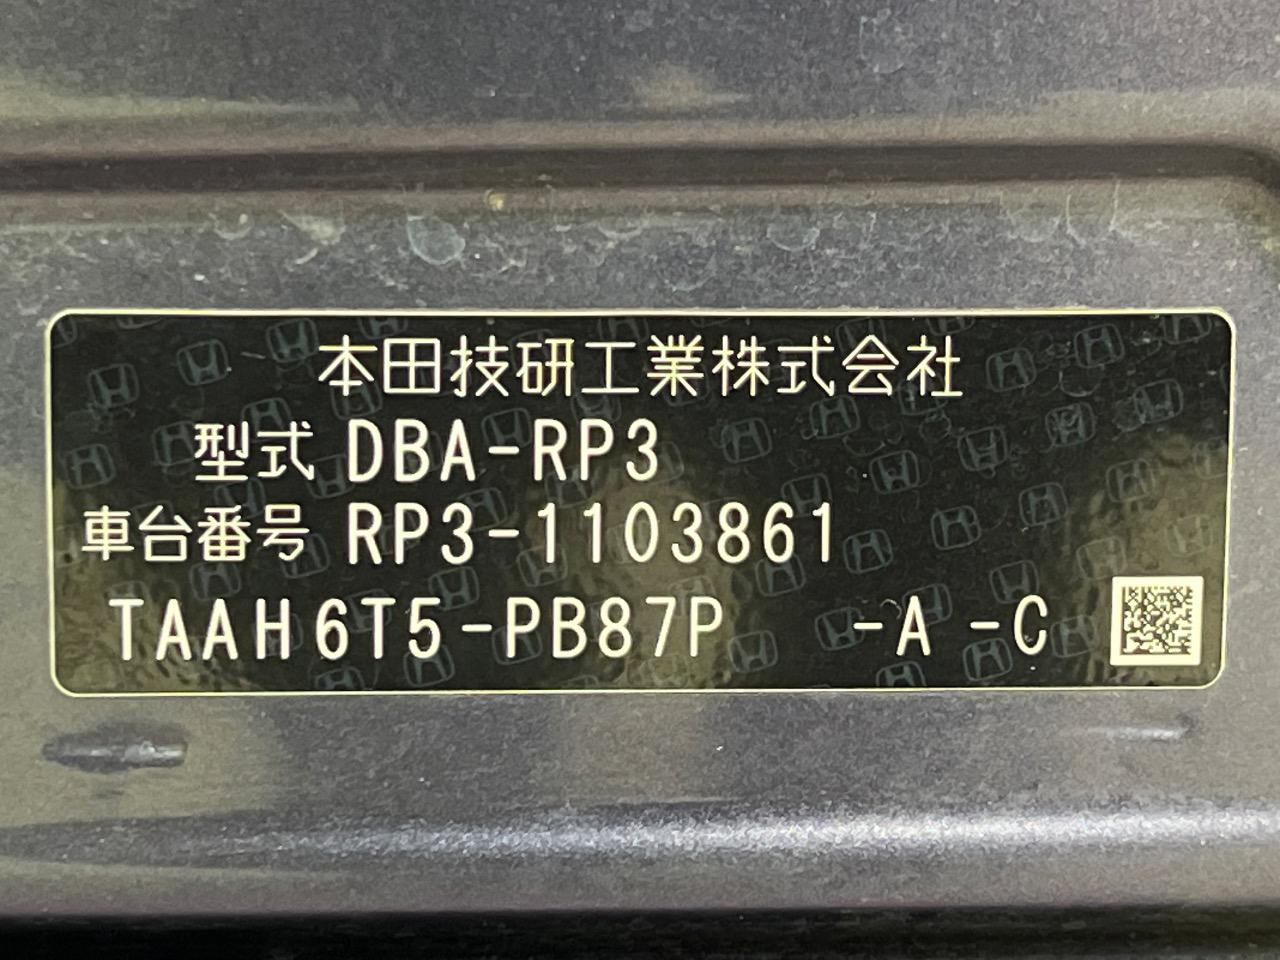 本田技研工業株式会社
型式 DBA-RP3
車台番号 RP3-1103861
TAAH6T5-PB87P -A -C